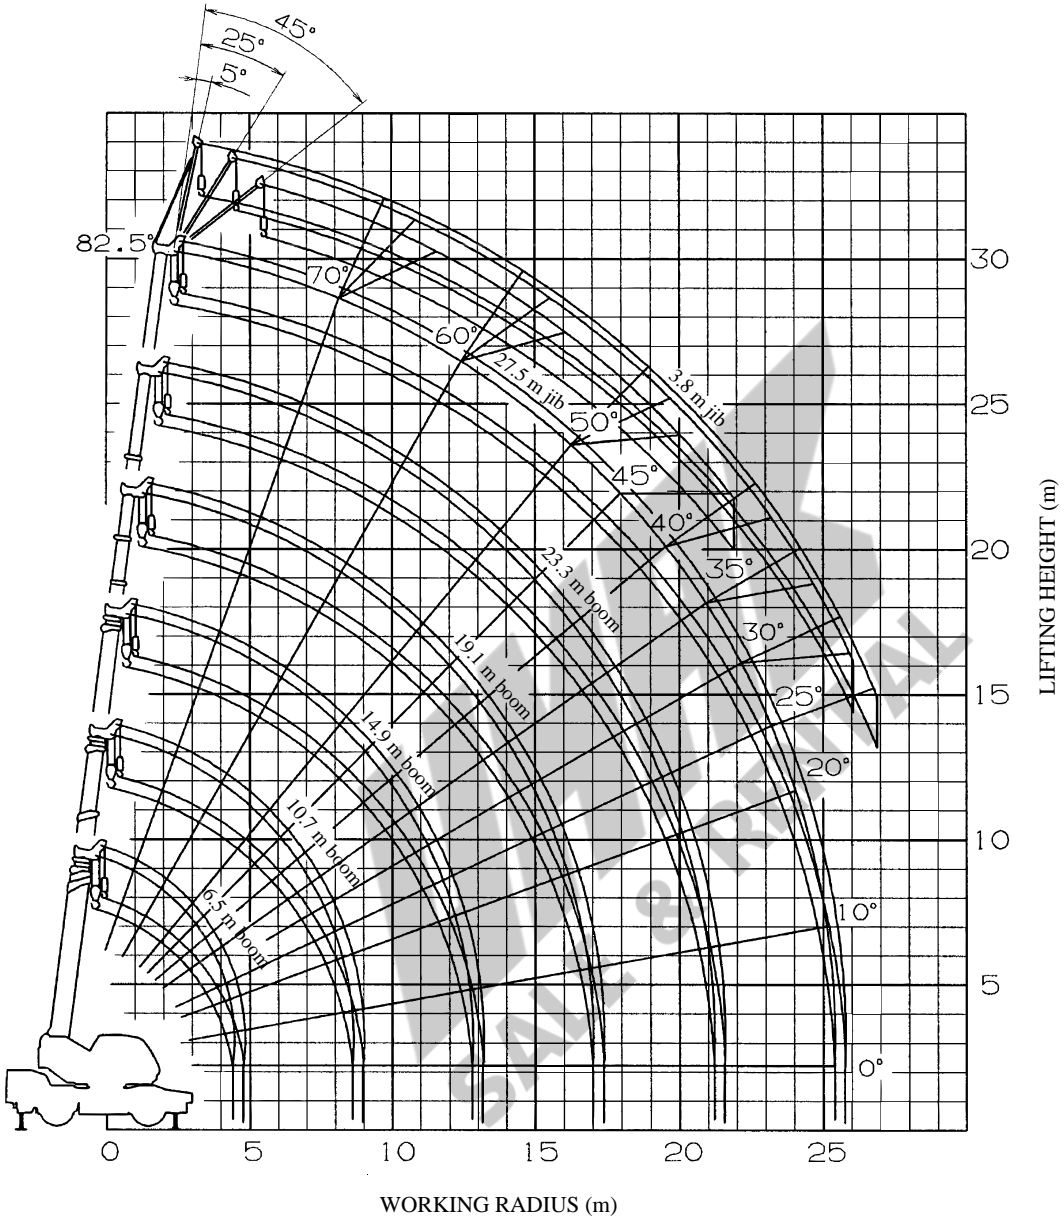 45°
25°
5°
82.5°
70°
60°
27.5 m jib
3.8 m jib
50°
45°
40°
35°
30°
25°
20°
10°
0°
23.3 m boom
19.1 m boom
14.9 m boom
10.7 m boom
6.5 m boom
30
25
20
15
10
5
LIFTING HEIGHT (m)
0 5 10 15 20 25
WORKING RADIUS (m)
SALE & RENTAL